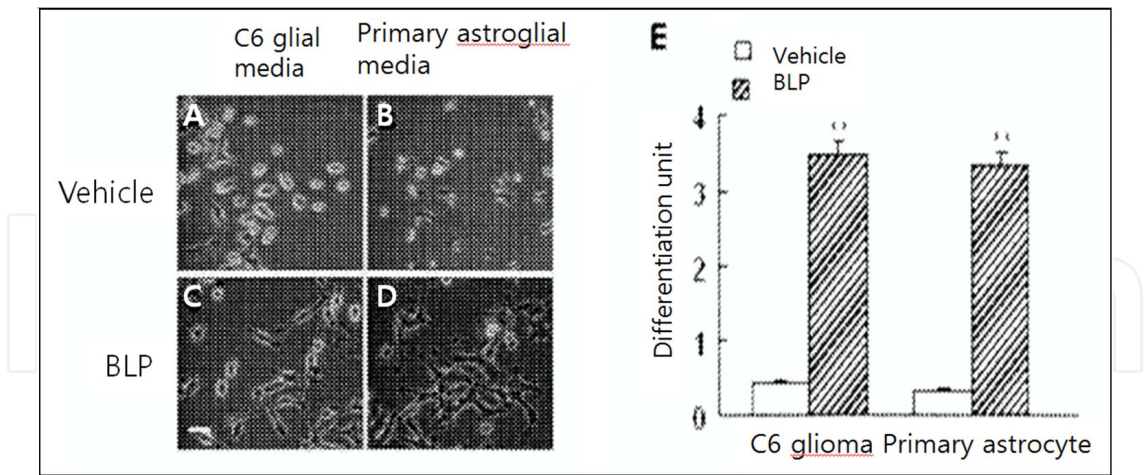 C6 glial
media
Primary astroglial
media
A
B
Vehicle
C
D
BLP
E
Vehicle
BLP
Differentiation unit
4
3
2
1
0
C6 glioma Primary astrocyte